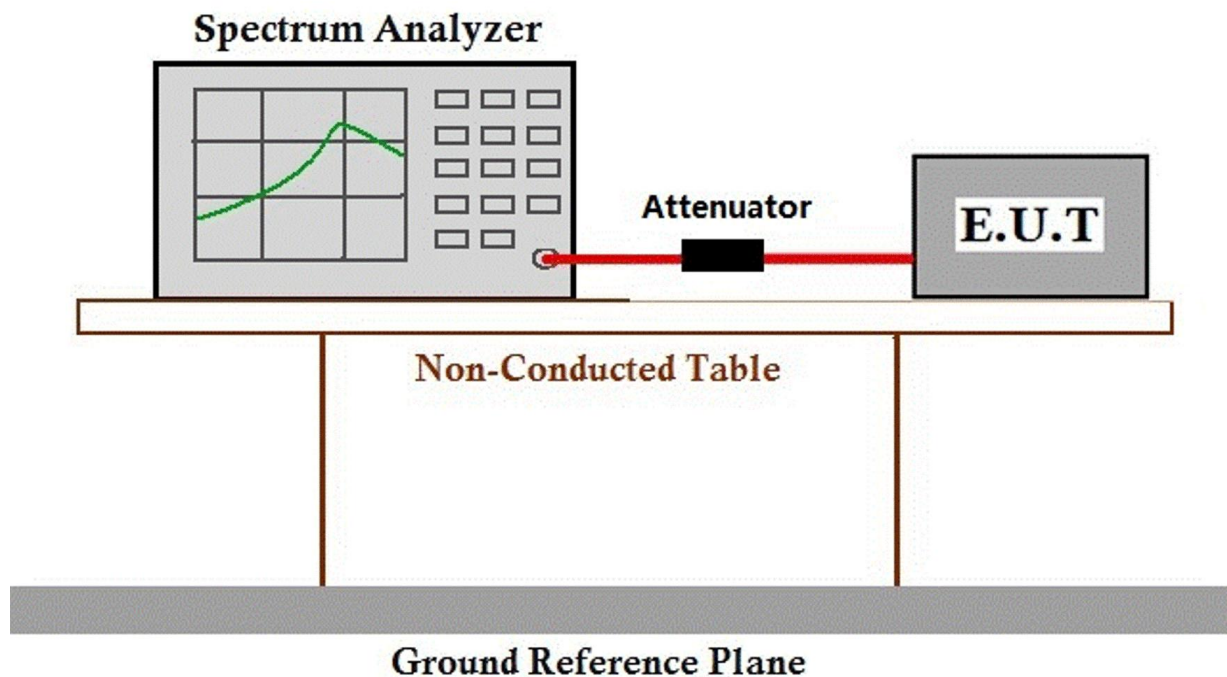 Spectrum Analyzer
Attenuator
E.U.T
Non-Conducted Table
Ground Reference Plane